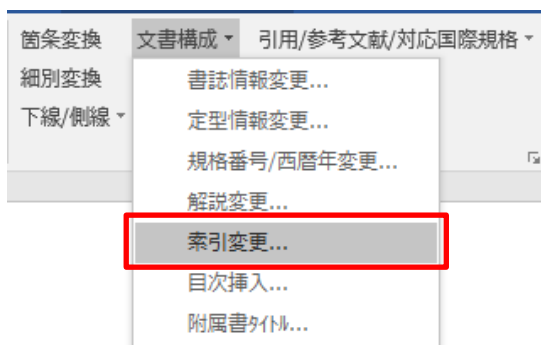 箇条変換 文書構成 引用/参考文献/対応国際規格
細別変換
下線/側線
書誌情報変更...
定型情報変更...
規格番号/西暦年変更...
解説変更...
索引変更...
目次挿入...
附属書ﾀｲﾄﾙ...